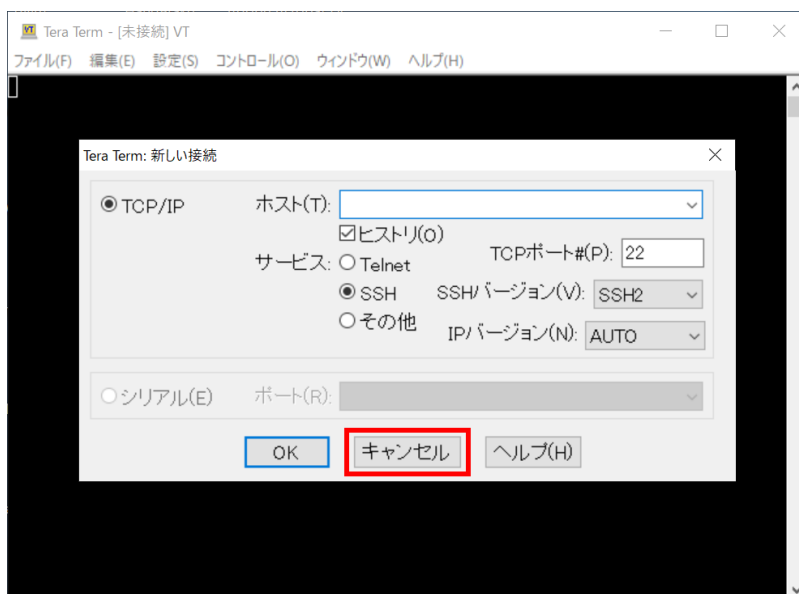 Tera Term - [未接続] VT
ファイル(F) 編集(E) 設定(S) コントロール(O) ウィンドウ(W) ヘルプ(H)
Tera Term: 新しい接続
TCP/IP
ホスト(T):
ヒストリ(O)
サービス:
Telnet
TCPポート#(P): 22
SSH
SSHバージョン(V): SSH2
その他
IPバージョン(N): AUTO
シリアル(E)
ポート(R):
OK
キャンセル
ヘルプ(H)